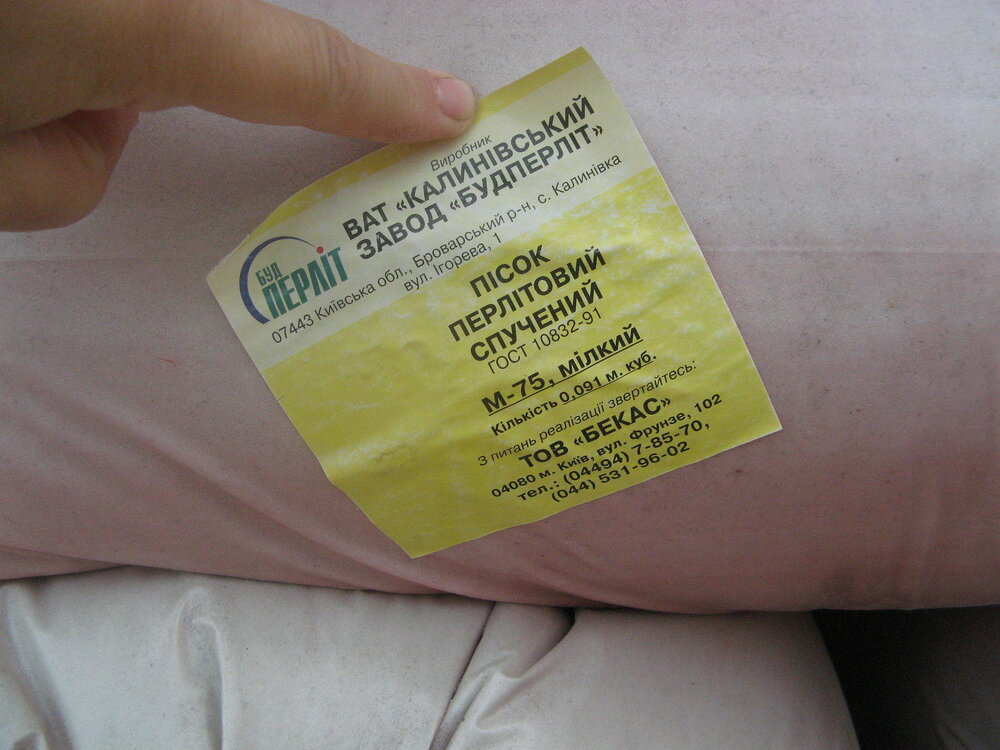 Виробник
ВАТ «КАЛИНІВСЬКИЙ
ЗАВОД «БУДПЕРЛІТ»
07443 Київська обл., Броварський р-н, с. Калинівка
вул. Ігорева, 1
БУД
ПЕРЛІТ
ПІСОК
ПЕРЛІТОВИЙ
СПУЧЕНИЙ
ГОСТ 10832-91
М-75, мілкий
Кількість 0,091 м. куб.
З питань реалізації звертайтесь:
ТОВ «БЕКАС»
04080 м. Київ, вул. Фрунзе, 102
тел.: (04494) 7-85-70,
(044) 531-96-02